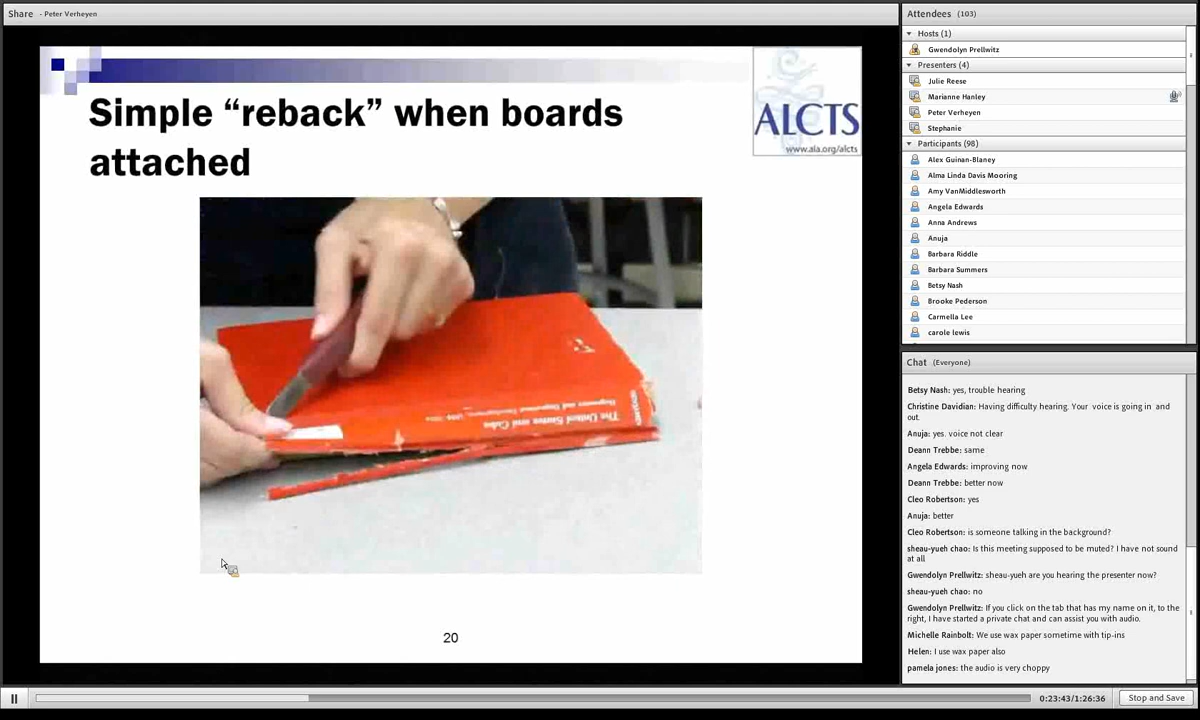 Share - Peter Verheyen
Simple “reback” when boards
attached
ALCTS
www.ala.org/alcts
The United States and Cuba
20
Attendees (103)
Hosts (1)
Gwendolyn Prellwitz
Presenters (4)
Julie Reese
Marianne Hanley
Peter Verheyen
Stephanie
Participants (98)
Alex Guinan-Blaney
Alma Linda Davis Mooring
Amy VanMiddlesworth
Angela Edwards
Anna Andrews
Anuja
Barbara Riddle
Barbara Summers
Betsy Nash
Brooke Pederson
Carmella Lee
carole lewis
Chat (Everyone)
Betsy Nash: yes, trouble hearing
Christine Davidian: Having difficulty hearing. Your voice is going in and
out.
Anuja: yes. voice not clear
Deann Trebbe: same
Angela Edwards: improving now
Deann Trebbe: better now
Cleo Robertson: yes
Anuja: better
Cleo Robertson: is someone talking in the background?
sheau-yueh chao: Is this meeting supposed to be muted? I have not sound
at all
Gwendolyn Prellwitz: sheau-yueh are you hearing the presenter now?
sheau-yueh chao: no
Gwendolyn Prellwitz: If you click on the tab that has my name on it, to the
right, I have started a private chat and can assist you with audio.
Michelle Rainbolt: We use wax paper sometime with tip-ins
Helen: I use wax paper also
pamela jones: the audio is very choppy
0:23:43/1:26:36
Stop and Save